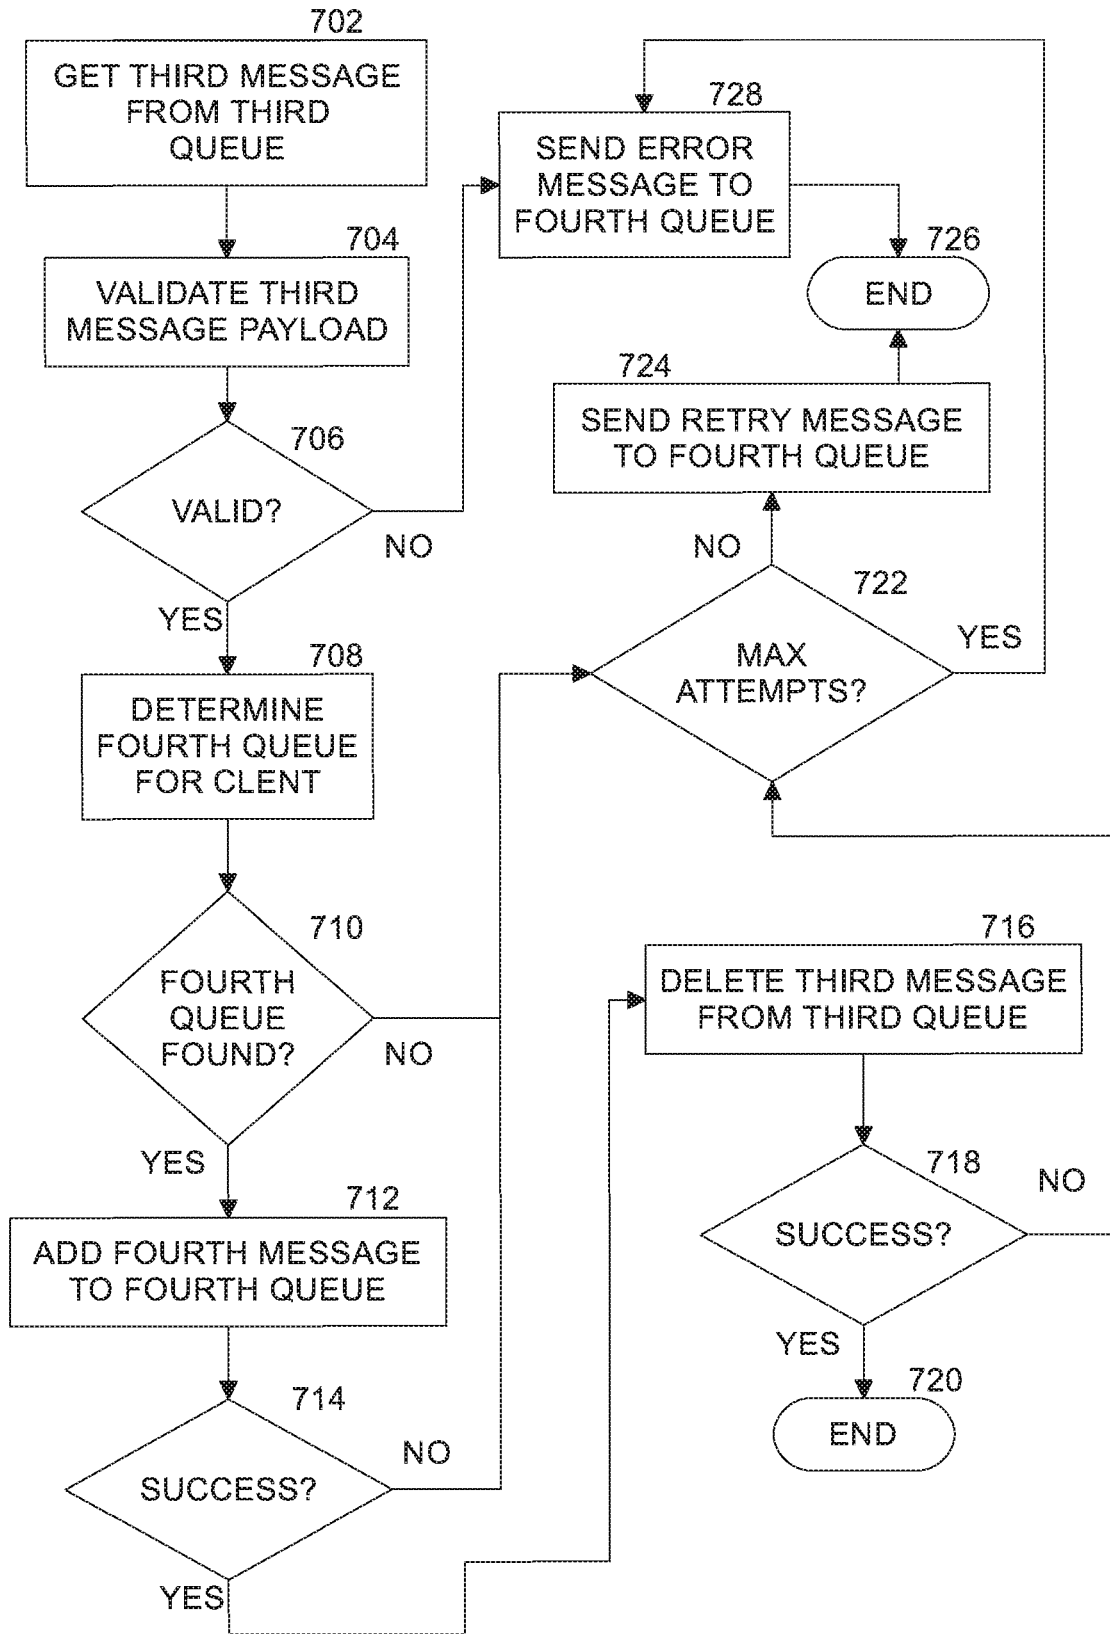 702
GET THIRD MESSAGE
FROM THIRD
QUEUE
704
VALIDATE THIRD
MESSAGE PAYLOAD
706
VALID?
NO
YES
708
DETERMINE
FOURTH QUEUE
FOR CLENT
710
FOURTH
QUEUE
FOUND?
NO
YES
712
ADD FOURTH MESSAGE
TO FOURTH QUEUE
714
SUCCESS?
NO
YES
728
SEND ERROR
MESSAGE TO
FOURTH QUEUE
726
END
724
SEND RETRY MESSAGE
TO FOURTH QUEUE
NO
722
MAX
ATTEMPTS?
YES
716
DELETE THIRD MESSAGE
FROM THIRD QUEUE
718
SUCCESS?
NO
YES
720
END